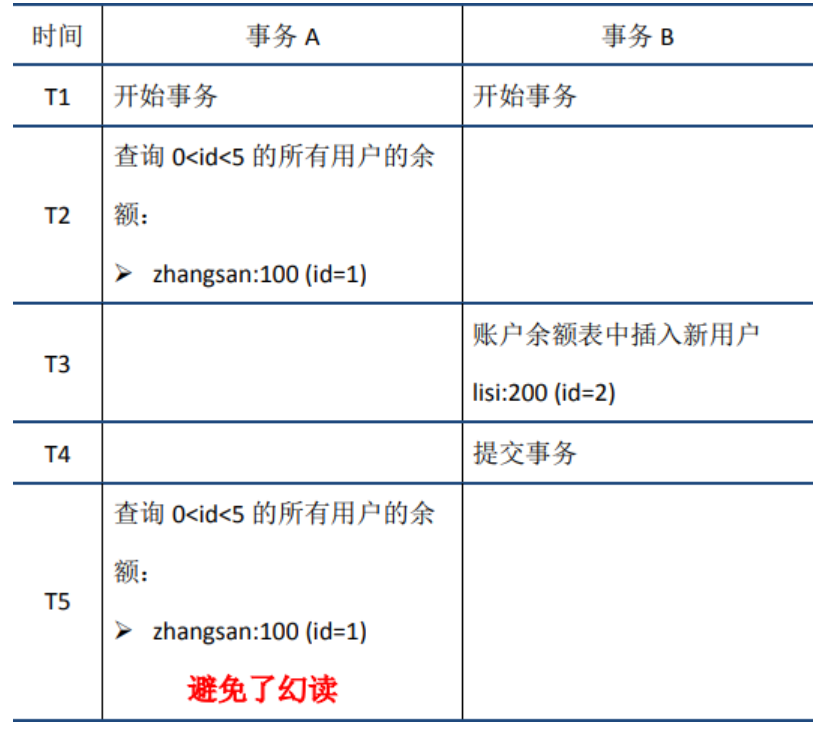 时间 事务 A 事务 B
T1 开始事务 开始事务
查询 0<id<5 的所有用户的余
T2 额：
➢ zhangsan:100 (id=1)
账户余额表中插入新用户
T3
lisi:200 (id=2)
T4 提交事务
查询 0<id<5 的所有用户的余
额：
T5
➢ zhangsan:100 (id=1)
避免了幻读